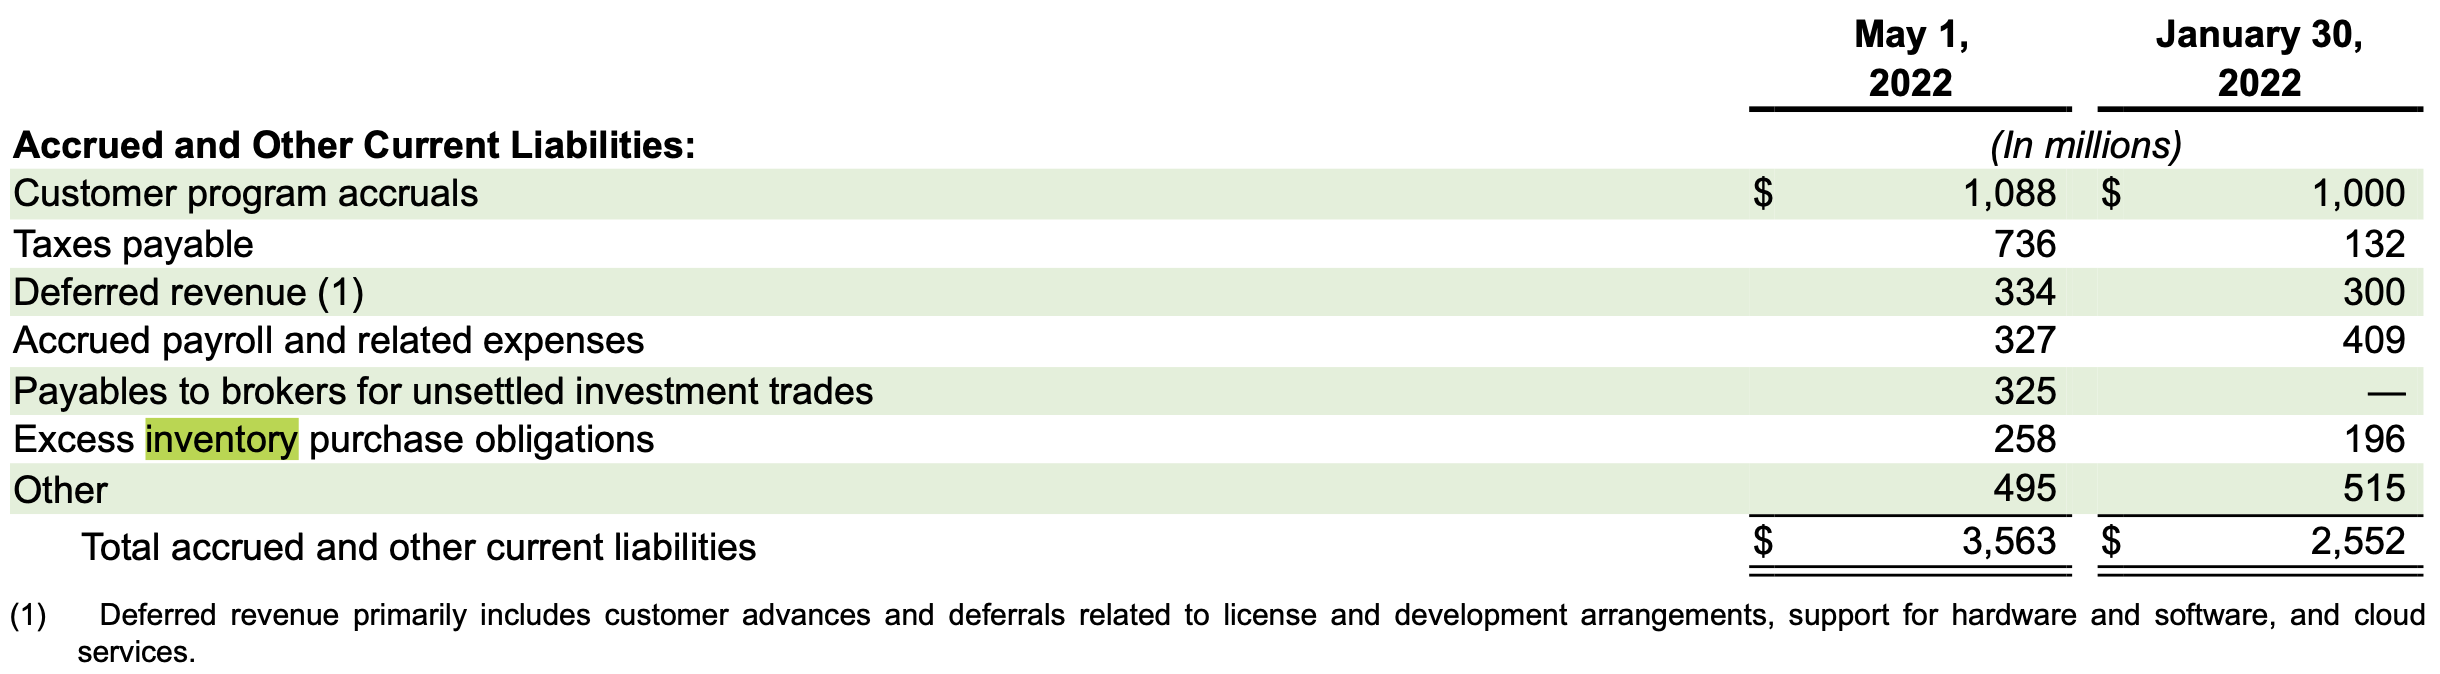 May 1, January 30,
2022 2022
Accrued and Other Current Liabilities: (In millions)
Customer program accruals $ 1,088 $ 1,000
Taxes payable 736 132
Deferred revenue (1) 334 300
Accrued payroll and related expenses 327 409
Payables to brokers for unsettled investment trades 325 —
Excess inventory purchase obligations 258 196
Other 495 515
Total accrued and other current liabilities $ 3,563 $ 2,552
(1) Deferred revenue primarily includes customer advances and deferrals related to license and development arrangements, support for hardware and software, and cloud
services.